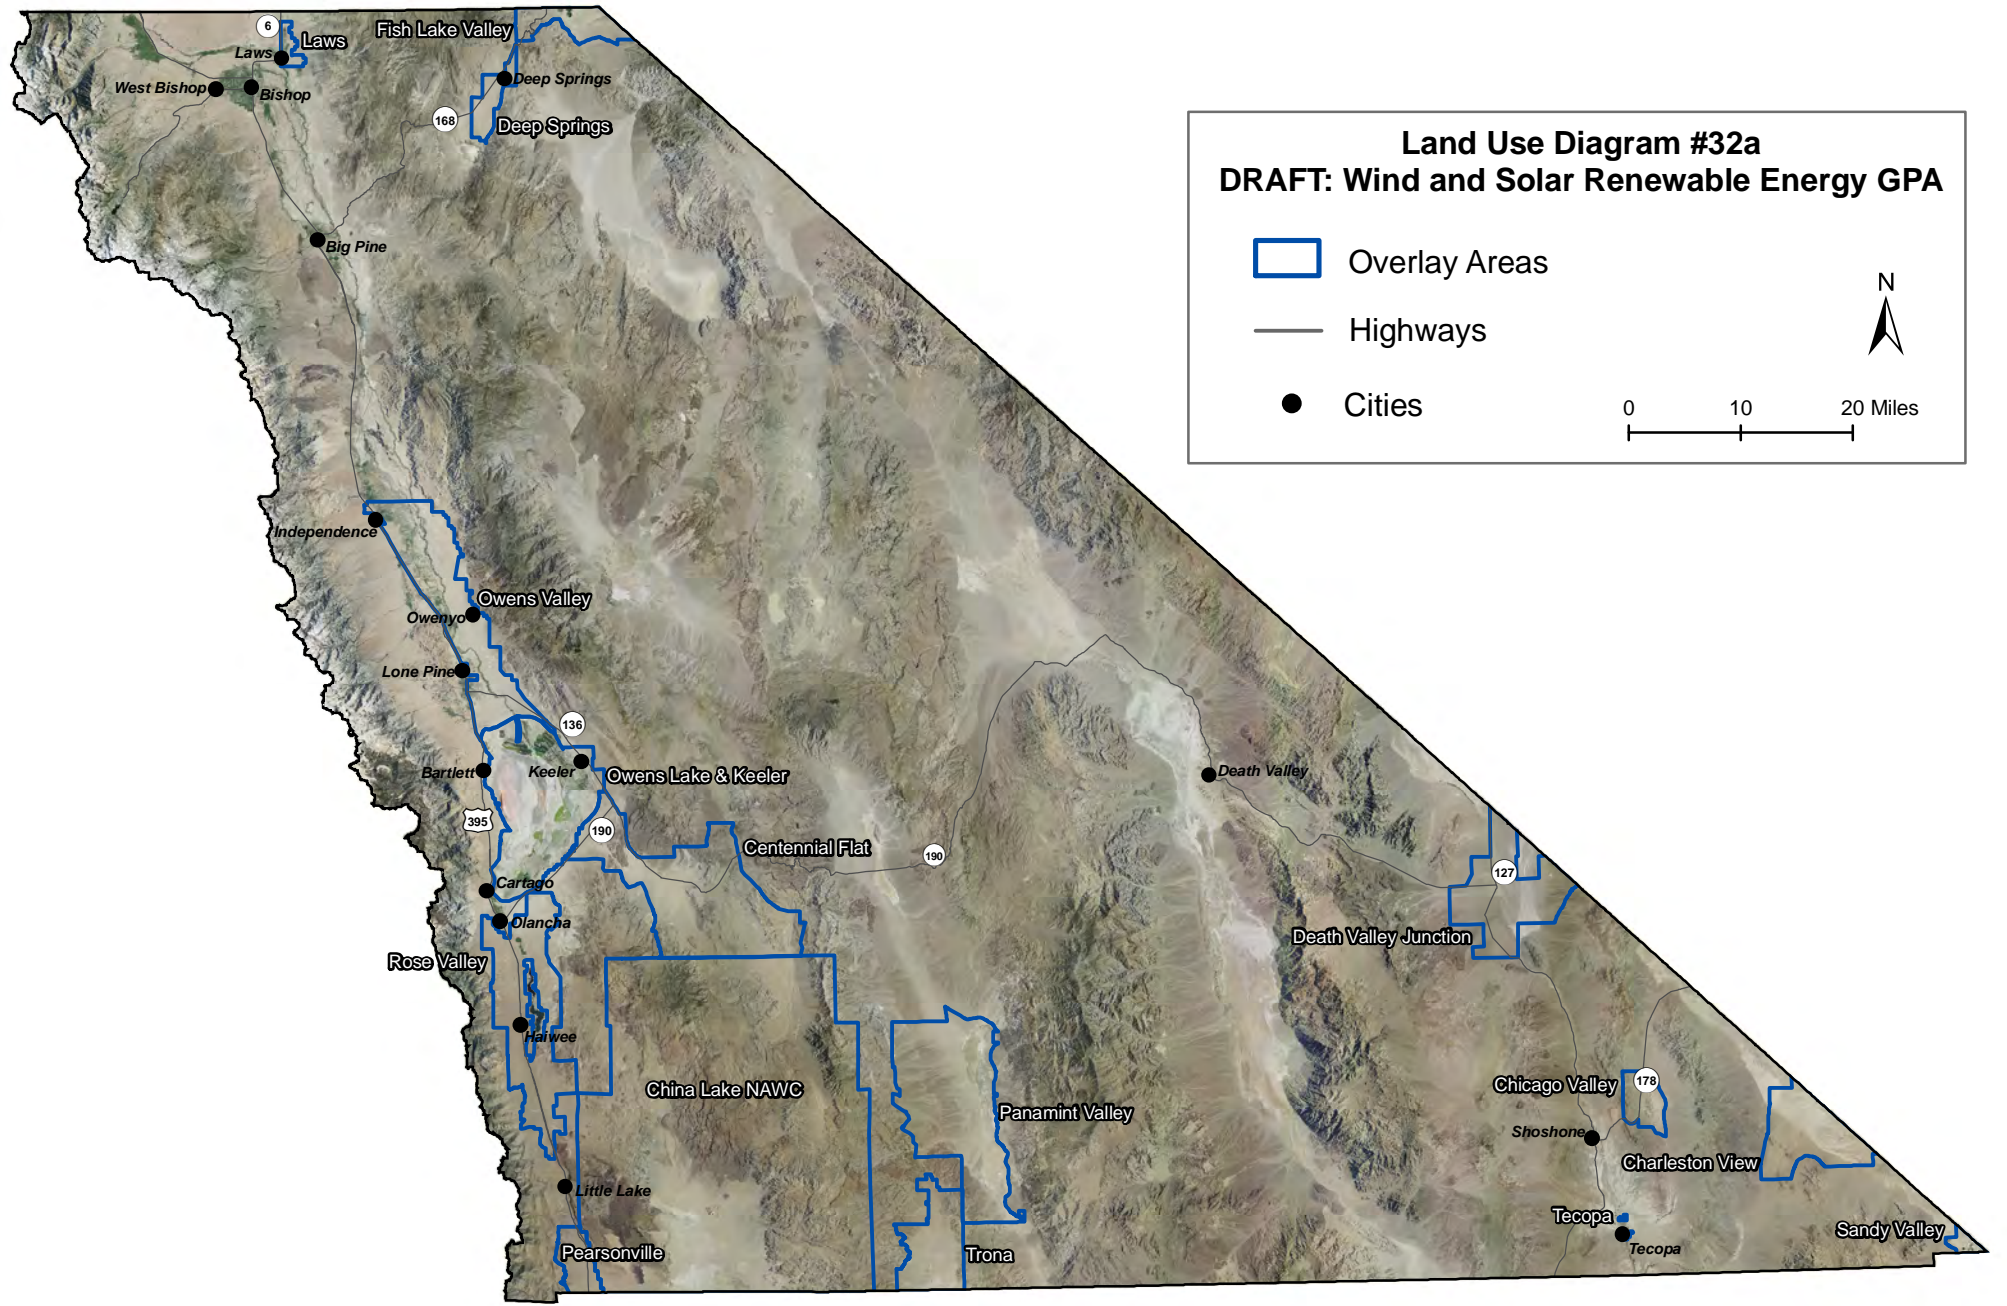 Land Use Diagram #32a
DRAFT: Wind and Solar Renewable Energy GPA
Overlay Areas
Highways
Cities
N
0 10 20 Miles
6
Laws
Laws
Fish Lake Valley
West Bishop
Bishop
Deep Springs
168
Deep Springs
Big Pine
Independence
Owens Valley
Owenyo
Lone Pine
136
Bartlett
Keeler
Owens Lake & Keeler
Death Valley
395
190
Centennial Flat
190
127
Cartago
Olancha
Death Valley Junction
Rose Valley
Haiwee
China Lake NAWC
Panamint Valley
Chicago Valley
178
Shoshone
Charleston View
Little Lake
Tecopa
Tecopa
Sandy Valley
Pearsonville
Trona